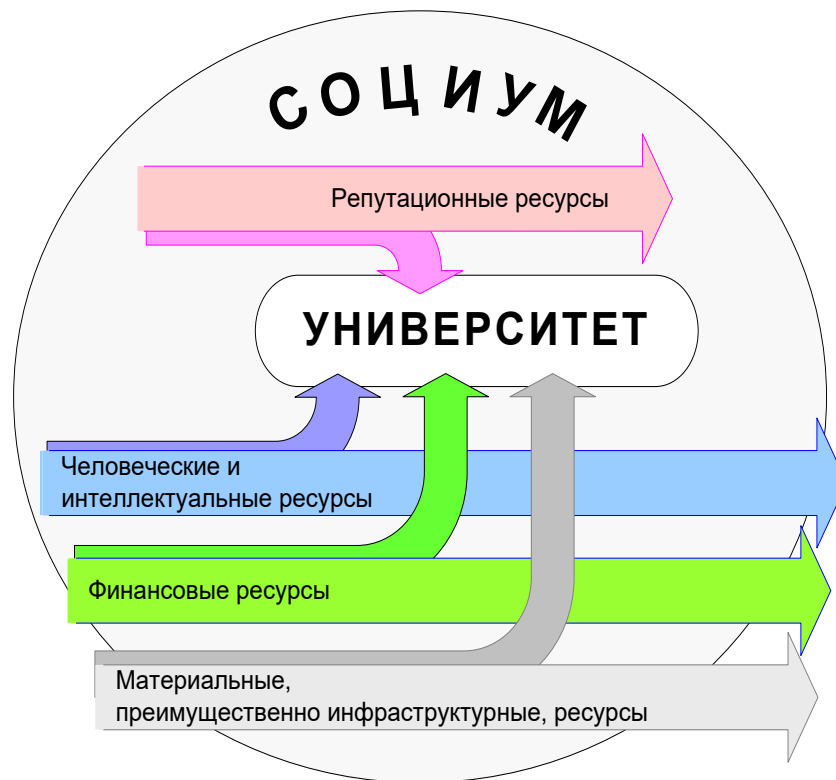 СОЦИУМ
Репутационные ресурсы
УНИВЕРСИТЕТ
Человеческие и
интеллектуальные ресурсы
Финансовые ресурсы
Материальные,
преимущественно инфраструктурные, ресурсы